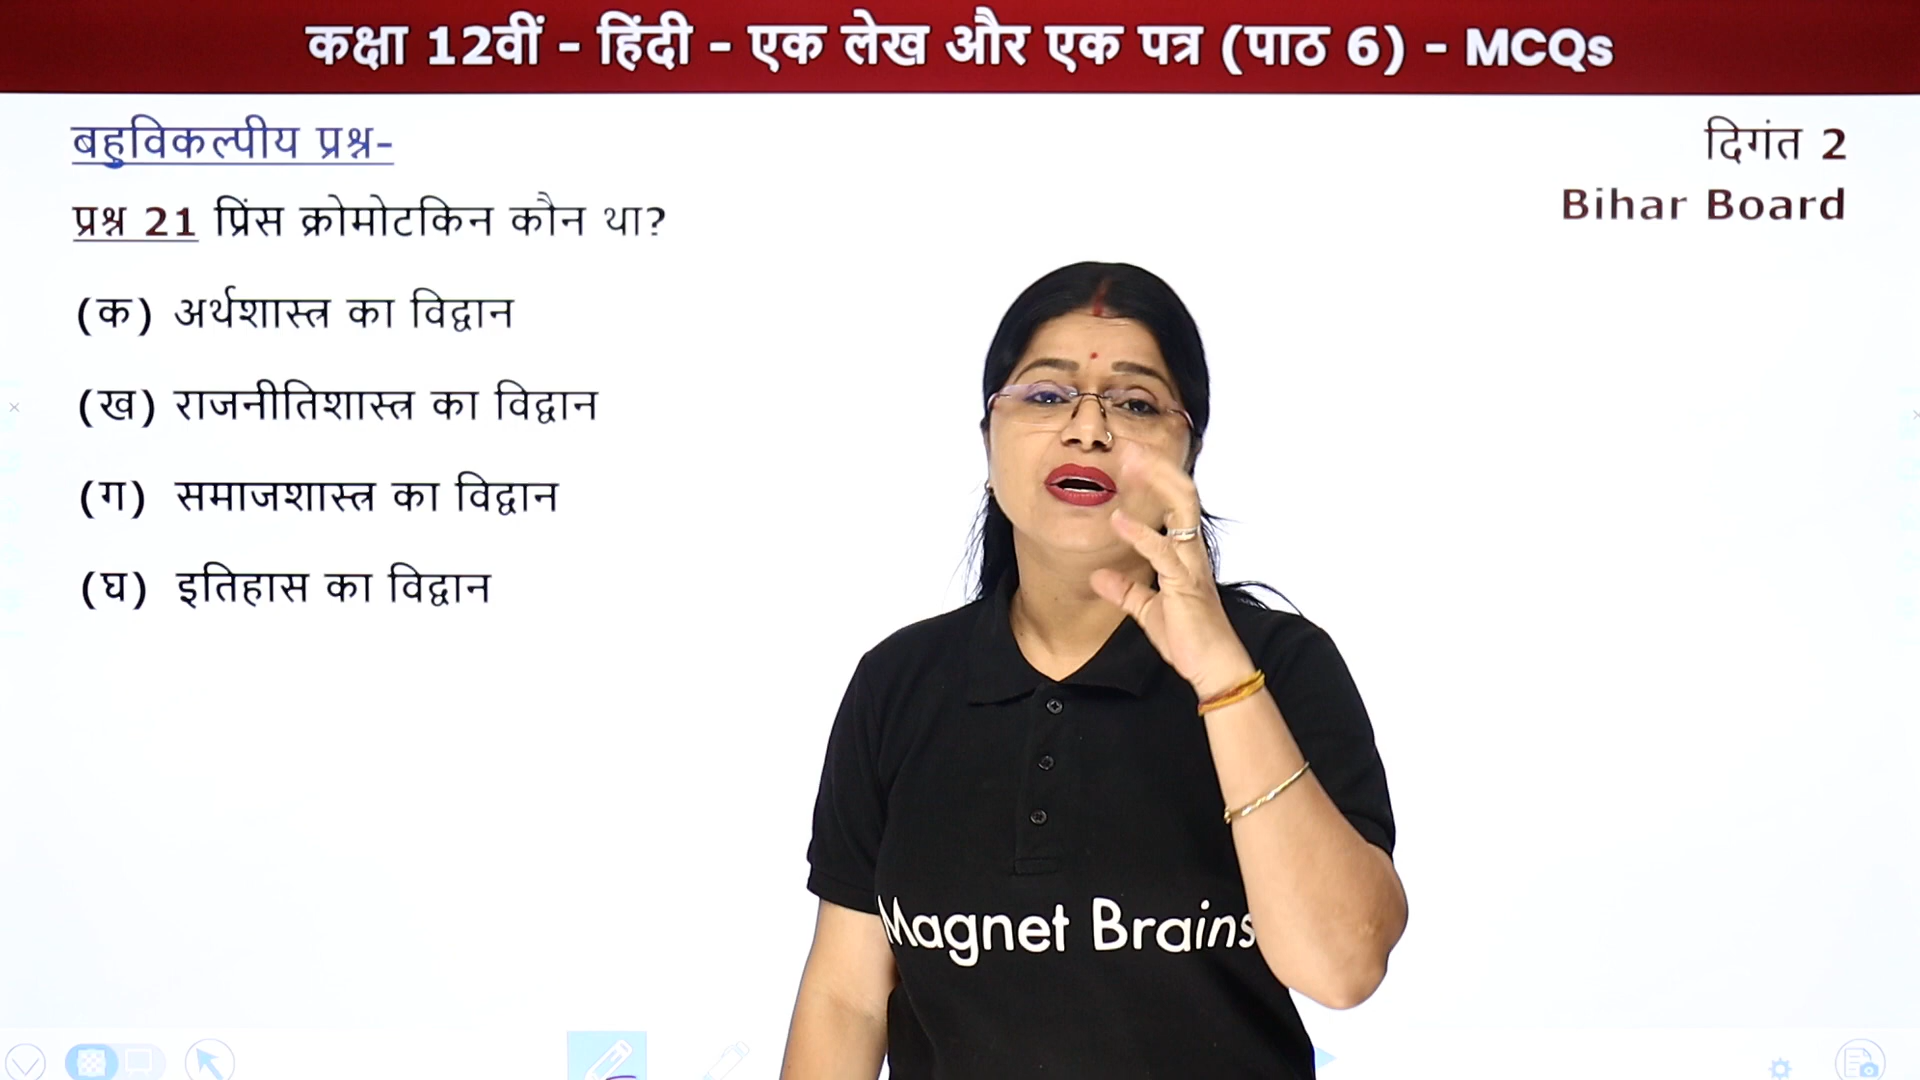 कक्षा 12वीं - हिंदी - एक लेख और एक पत्र (पाठ 6) - MCQs
बहुविकल्पीय प्रश्न-
दिगंत 2
Bihar Board
प्रश्न 21 प्रिंस क्रोमोटकिन कौन था?
(क) अर्थशास्त्र का विद्वान
(ख) राजनीतिशास्त्र का विद्वान
(ग) समाजशास्त्र का विद्वान
(घ) इतिहास का विद्वान
Magnet Brains